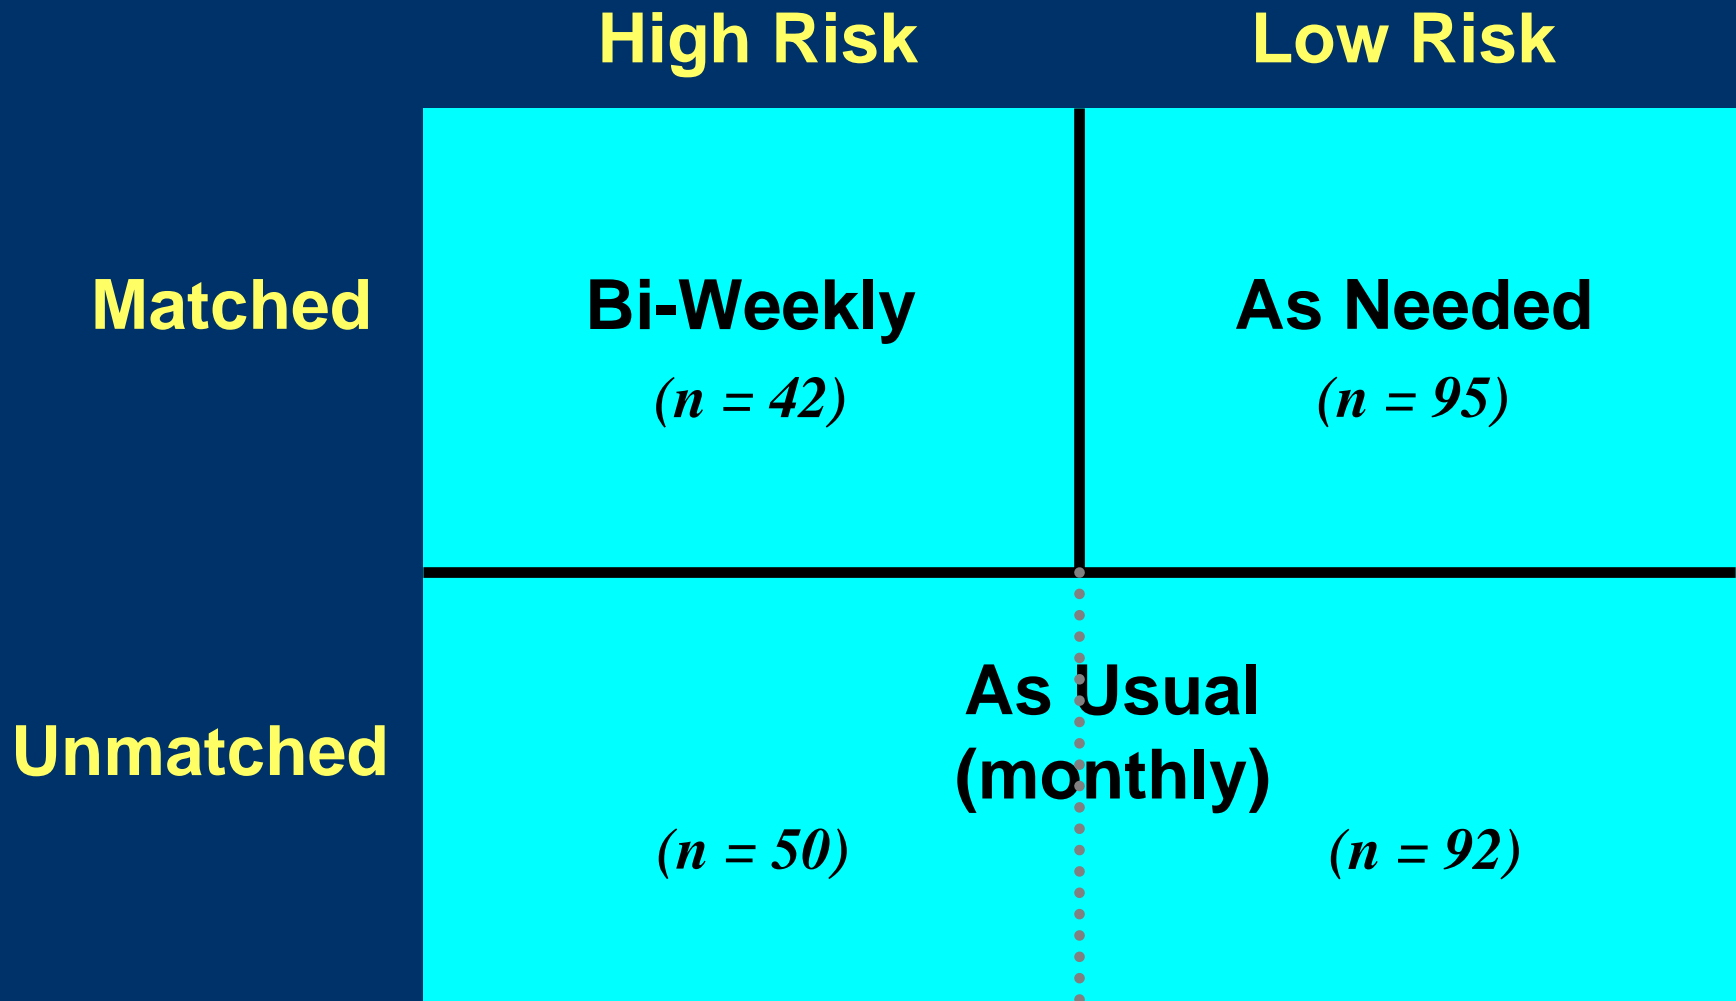 High Risk Low Risk
Matched Bi-Weekly As Needed
(n = 42) (n = 95)
As Usual
Unmatched
(monthly)
(n = 50) (n = 92)